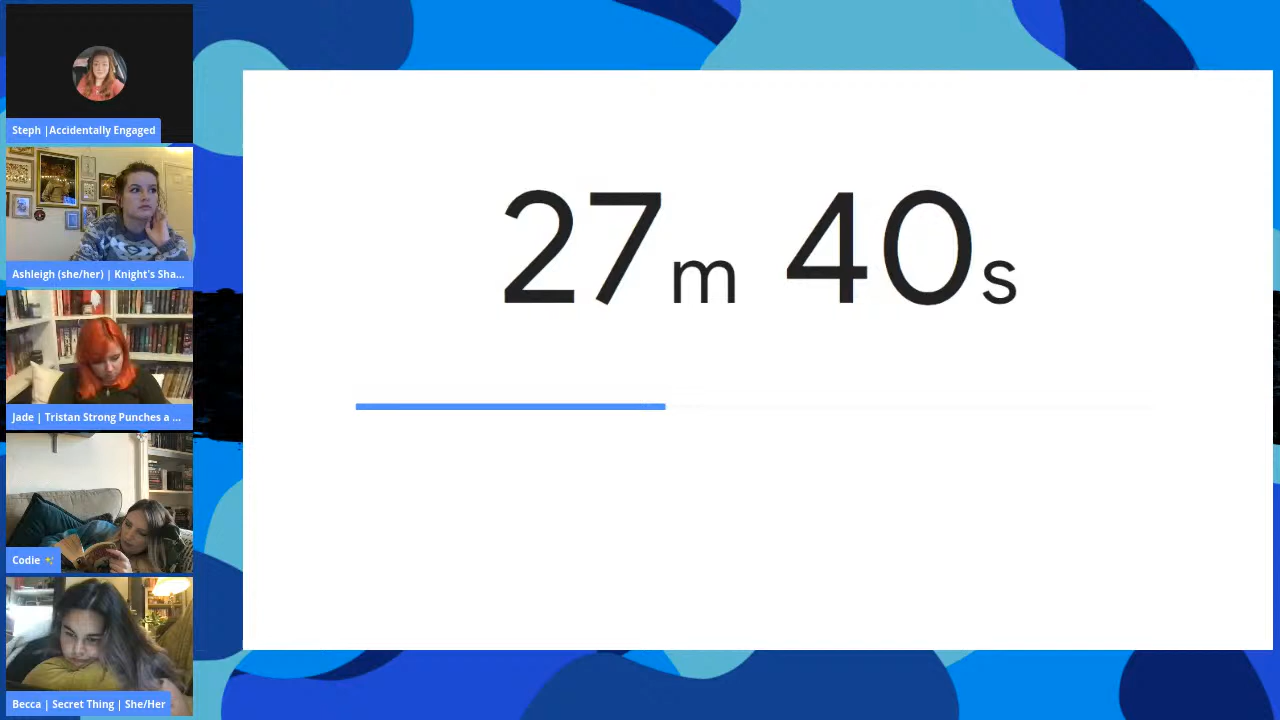 Steph |Accidentally Engaged
27m 40s
Ashleigh (she/her) | Knight's Sha...
Jade | Tristan Strong Punches a ...
Codie ✨
Becca | Secret Thing | She/Her